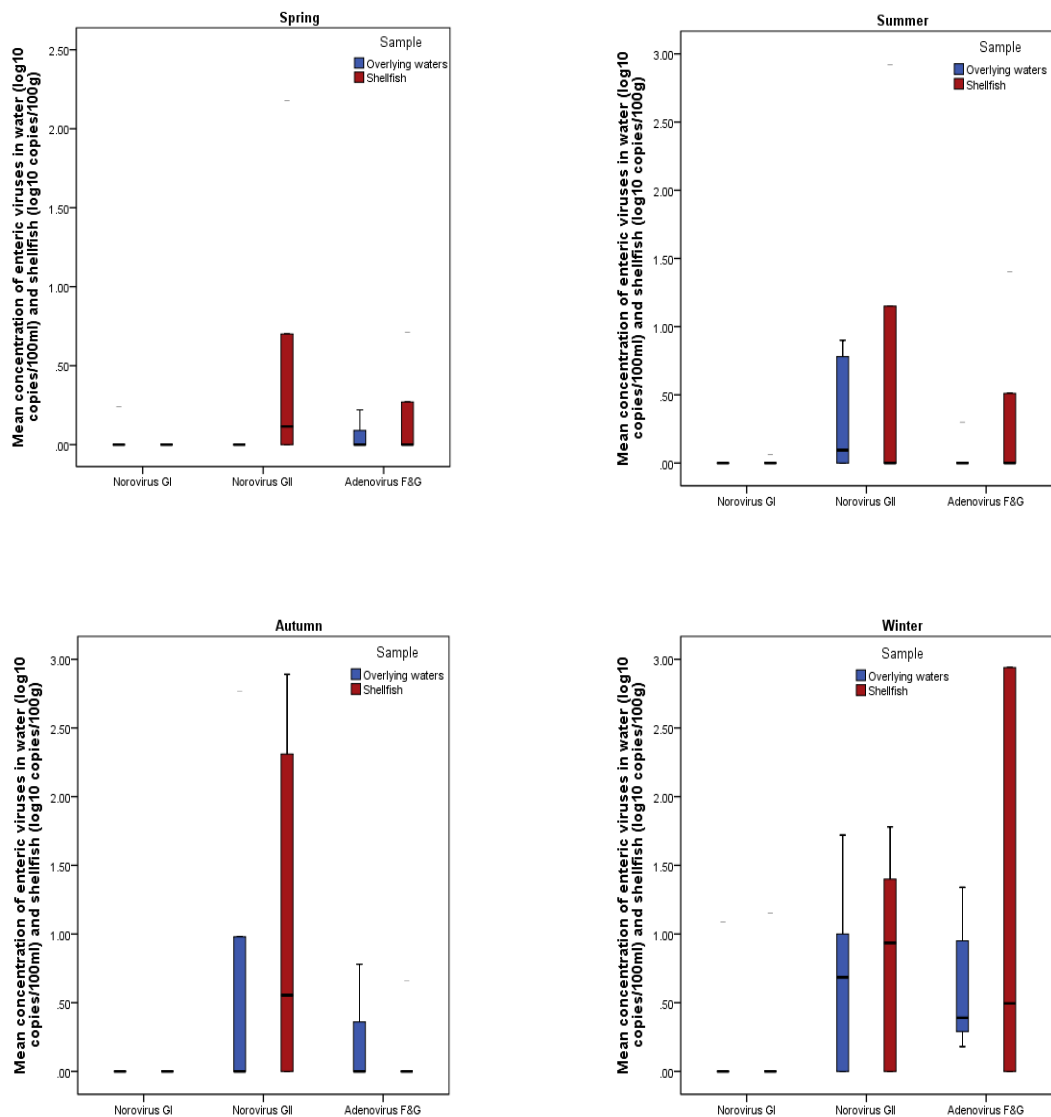 Spring
Mean concentration of enteric viruses in water (log10
copies/100ml) and shellfish (log10 copies/100g)
2.50
2.00
1.50
1.00
.50
.00
Sample
Overlying waters
Shellfish
Norovirus GI
Norovirus GII
Adenovirus F&G
Summer
Mean concentration of enteric viruses in water (log10
copies/100ml) and shellfish (log10 copies/100g)
3.00
2.50
2.00
1.50
1.00
.50
.00
Sample
Overlying waters
Shellfish
Norovirus GI
Norovirus GII
Adenovirus F&G
Autumn
Mean concentration of enteric viruses in water (log10
copies/100ml) and shellfish (log10 copies/100g)
3.00
2.50
2.00
1.50
1.00
.50
.00
Sample
Overlying waters
Shellfish
Norovirus GI
Norovirus GII
Adenovirus F&G
Winter
Mean concentration of enteric viruses in water (log10
copies/100ml) and shellfish (log10 copies/100g)
3.00
2.50
2.00
1.50
1.00
.50
.00
Sample
Overlying waters
Shellfish
Norovirus GI
Norovirus GII
Adenovirus F&G